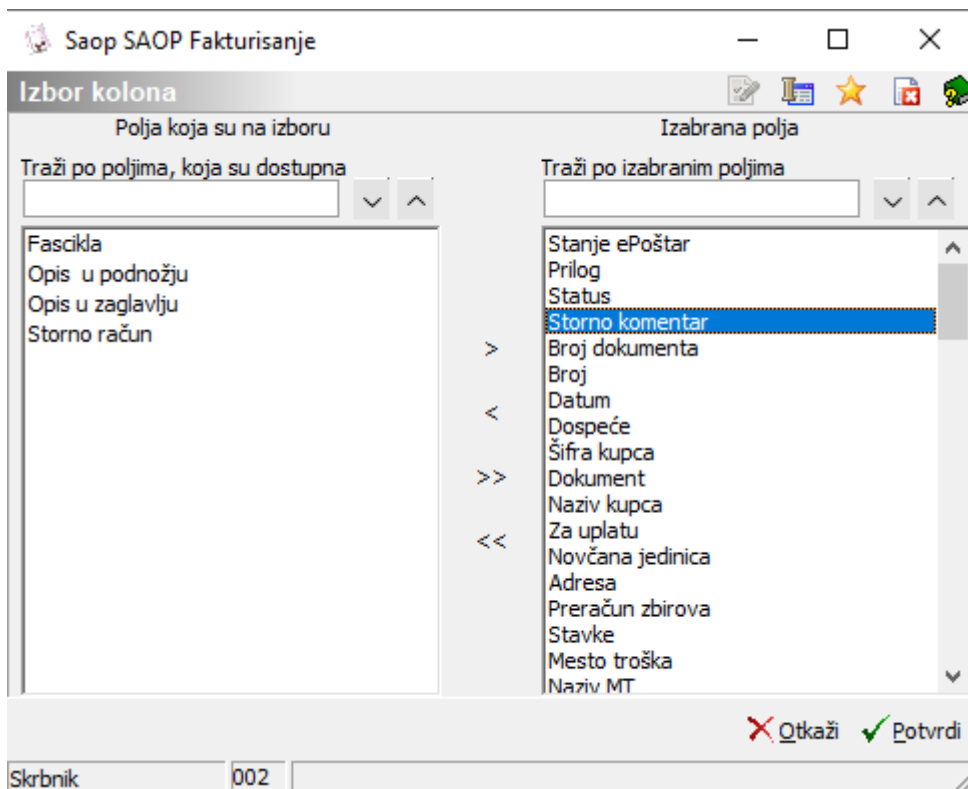 Saop SAOP Fakturisanje
Izbor kolona
Polja koja su na izboru
Izabrana polja
Traži po poljima, koja su dostupna
Traži po izabranim poljima
Fascikla
Opis  u podnožju
Opis u zaglavlju
Storno račun
>
<
>>
<<
Stanje ePoštar
Prilog
Status
Storno komentar
Broj dokumenta
Broj
Datum
Dospeće
Šifra kupca
Dokument
Naziv kupca
Za uplatu
Novčana jedinica
Adresa
Preračun zbirova
Stavke
Mesto troška
Naziv MT
Otkaži
Potvrdi
Skrbnik
002